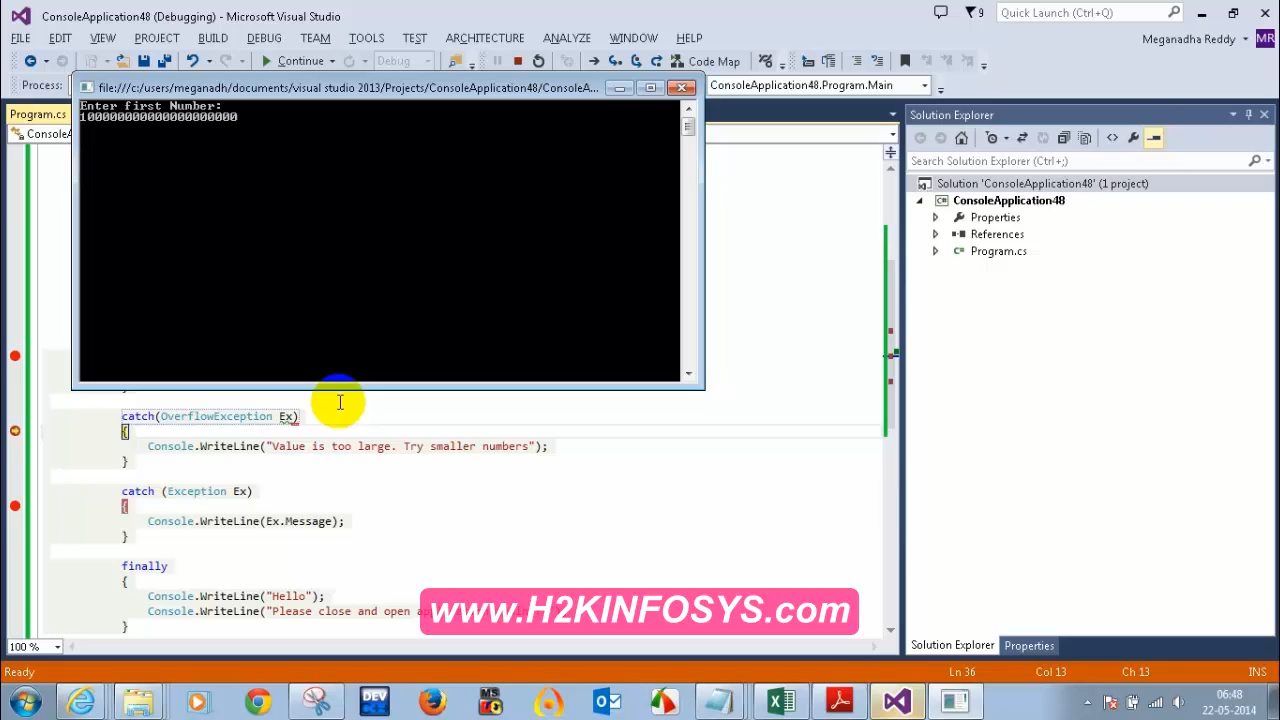 ConsoleApplication48 (Debugging) - Microsoft Visual Studio
9
Quick Launch (Ctrl+Q)
FILE EDIT VIEW PROJECT BUILD DEBUG TEAM TOOLS TEST ARCHITECTURE ANALYZE WINDOW HELP
Meganadha Reddy
MR
Continue
Debug
Code Map
Process:
file:///c:/users/meganadh/documents/visual studio 2013/Projects/ConsoleApplication48/ConsoleA...
ConsoleApplication48.Program.Main
Enter first Number:
Program.cs
ConsoleA
Solution Explorer
Search Solution Explorer (Ctrl+;)
Solution 'ConsoleApplication48' (1 project)
ConsoleApplication48
Properties
References
C# Program.cs
catch(OverflowException Ex)
{
Console.WriteLine("Value is too large. Try smaller numbers");
}
catch (Exception Ex)
{
Console.WriteLine(Ex.Message);
}
finally
{
Console.WriteLine("Hello");
Console.WriteLine("Please close and open
}
www.H2KINFOSYS.com
100 %
Solution Explorer Properties
Ready
Ln 36
Col 13
Ch 13
INS
DEV
MS
06:48
22-05-2014